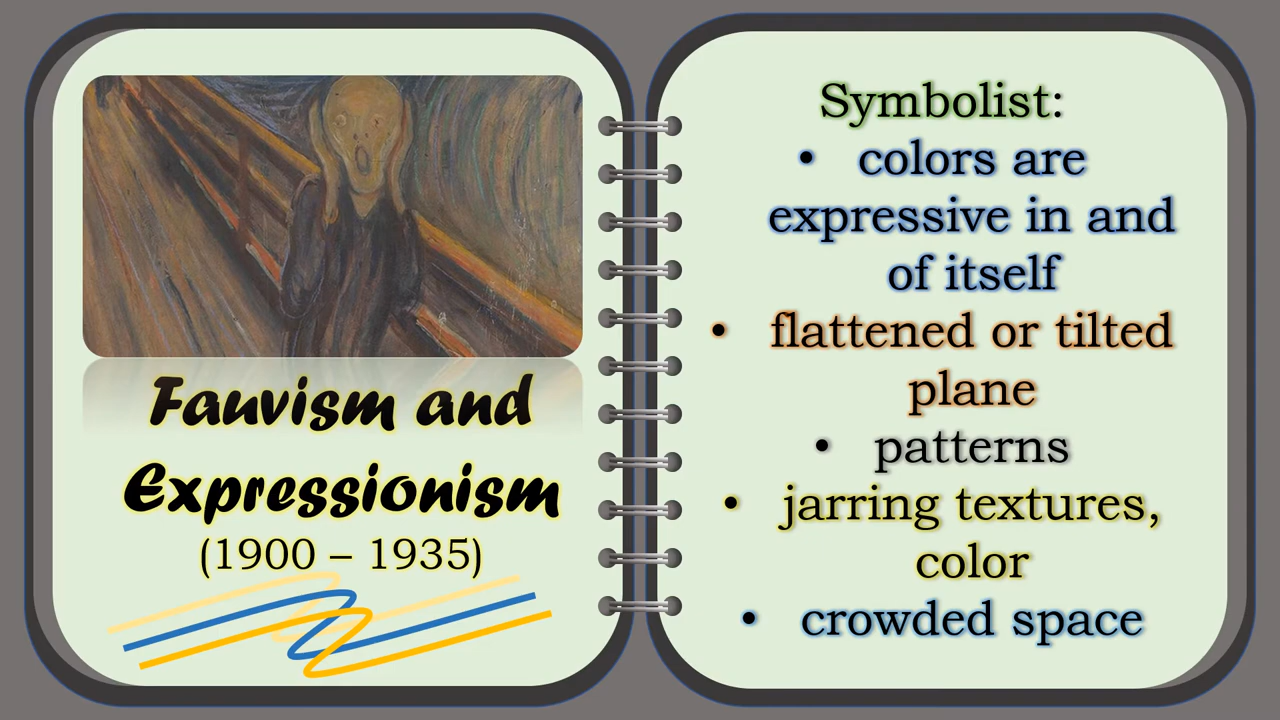 Fauvism and
Expressionism
(1900 – 1935)
Symbolist:
• colors are
expressive in and
of itself
• flattened or tilted
plane
• patterns
• jarring textures,
color
• crowded space